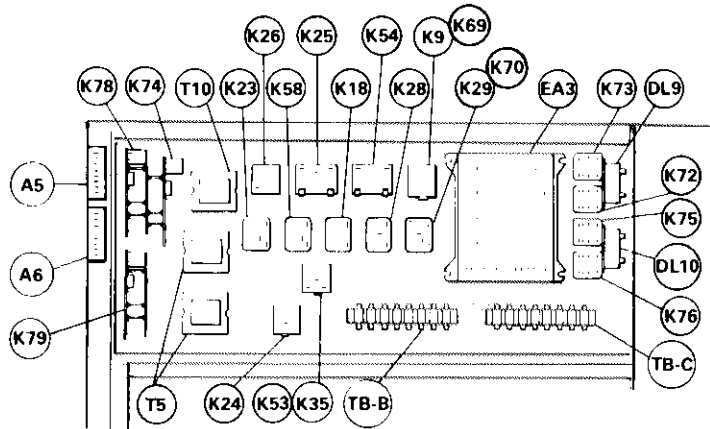 K69
K26
K25
K54
K9
K70
K78
K74
T10
K23
K58
K18
K28
K29
EA3
K73
DL9
A5
K72
K75
A6
DL10
K79
K76
TB-C
T5
K24
K53
K35
TB-B